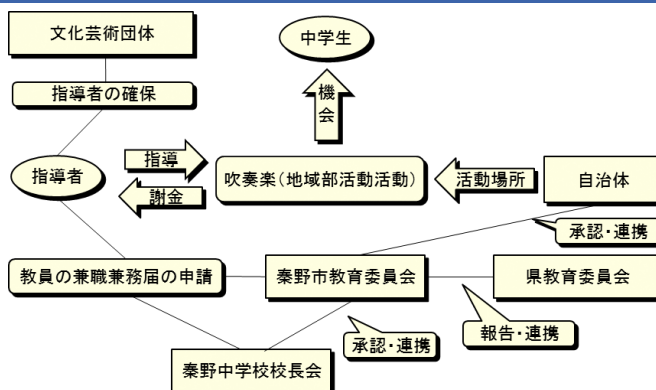 文化芸術団体
中学生
指導者の確保
機会
指導者
指導
謝金
吹奏楽（地域部活動活動）
活動場所
自治体
承認・連携
教員の兼職兼務届の申請
秦野市教育委員会
県教育委員会
承認・連携
報告・連携
秦野中学校校長会